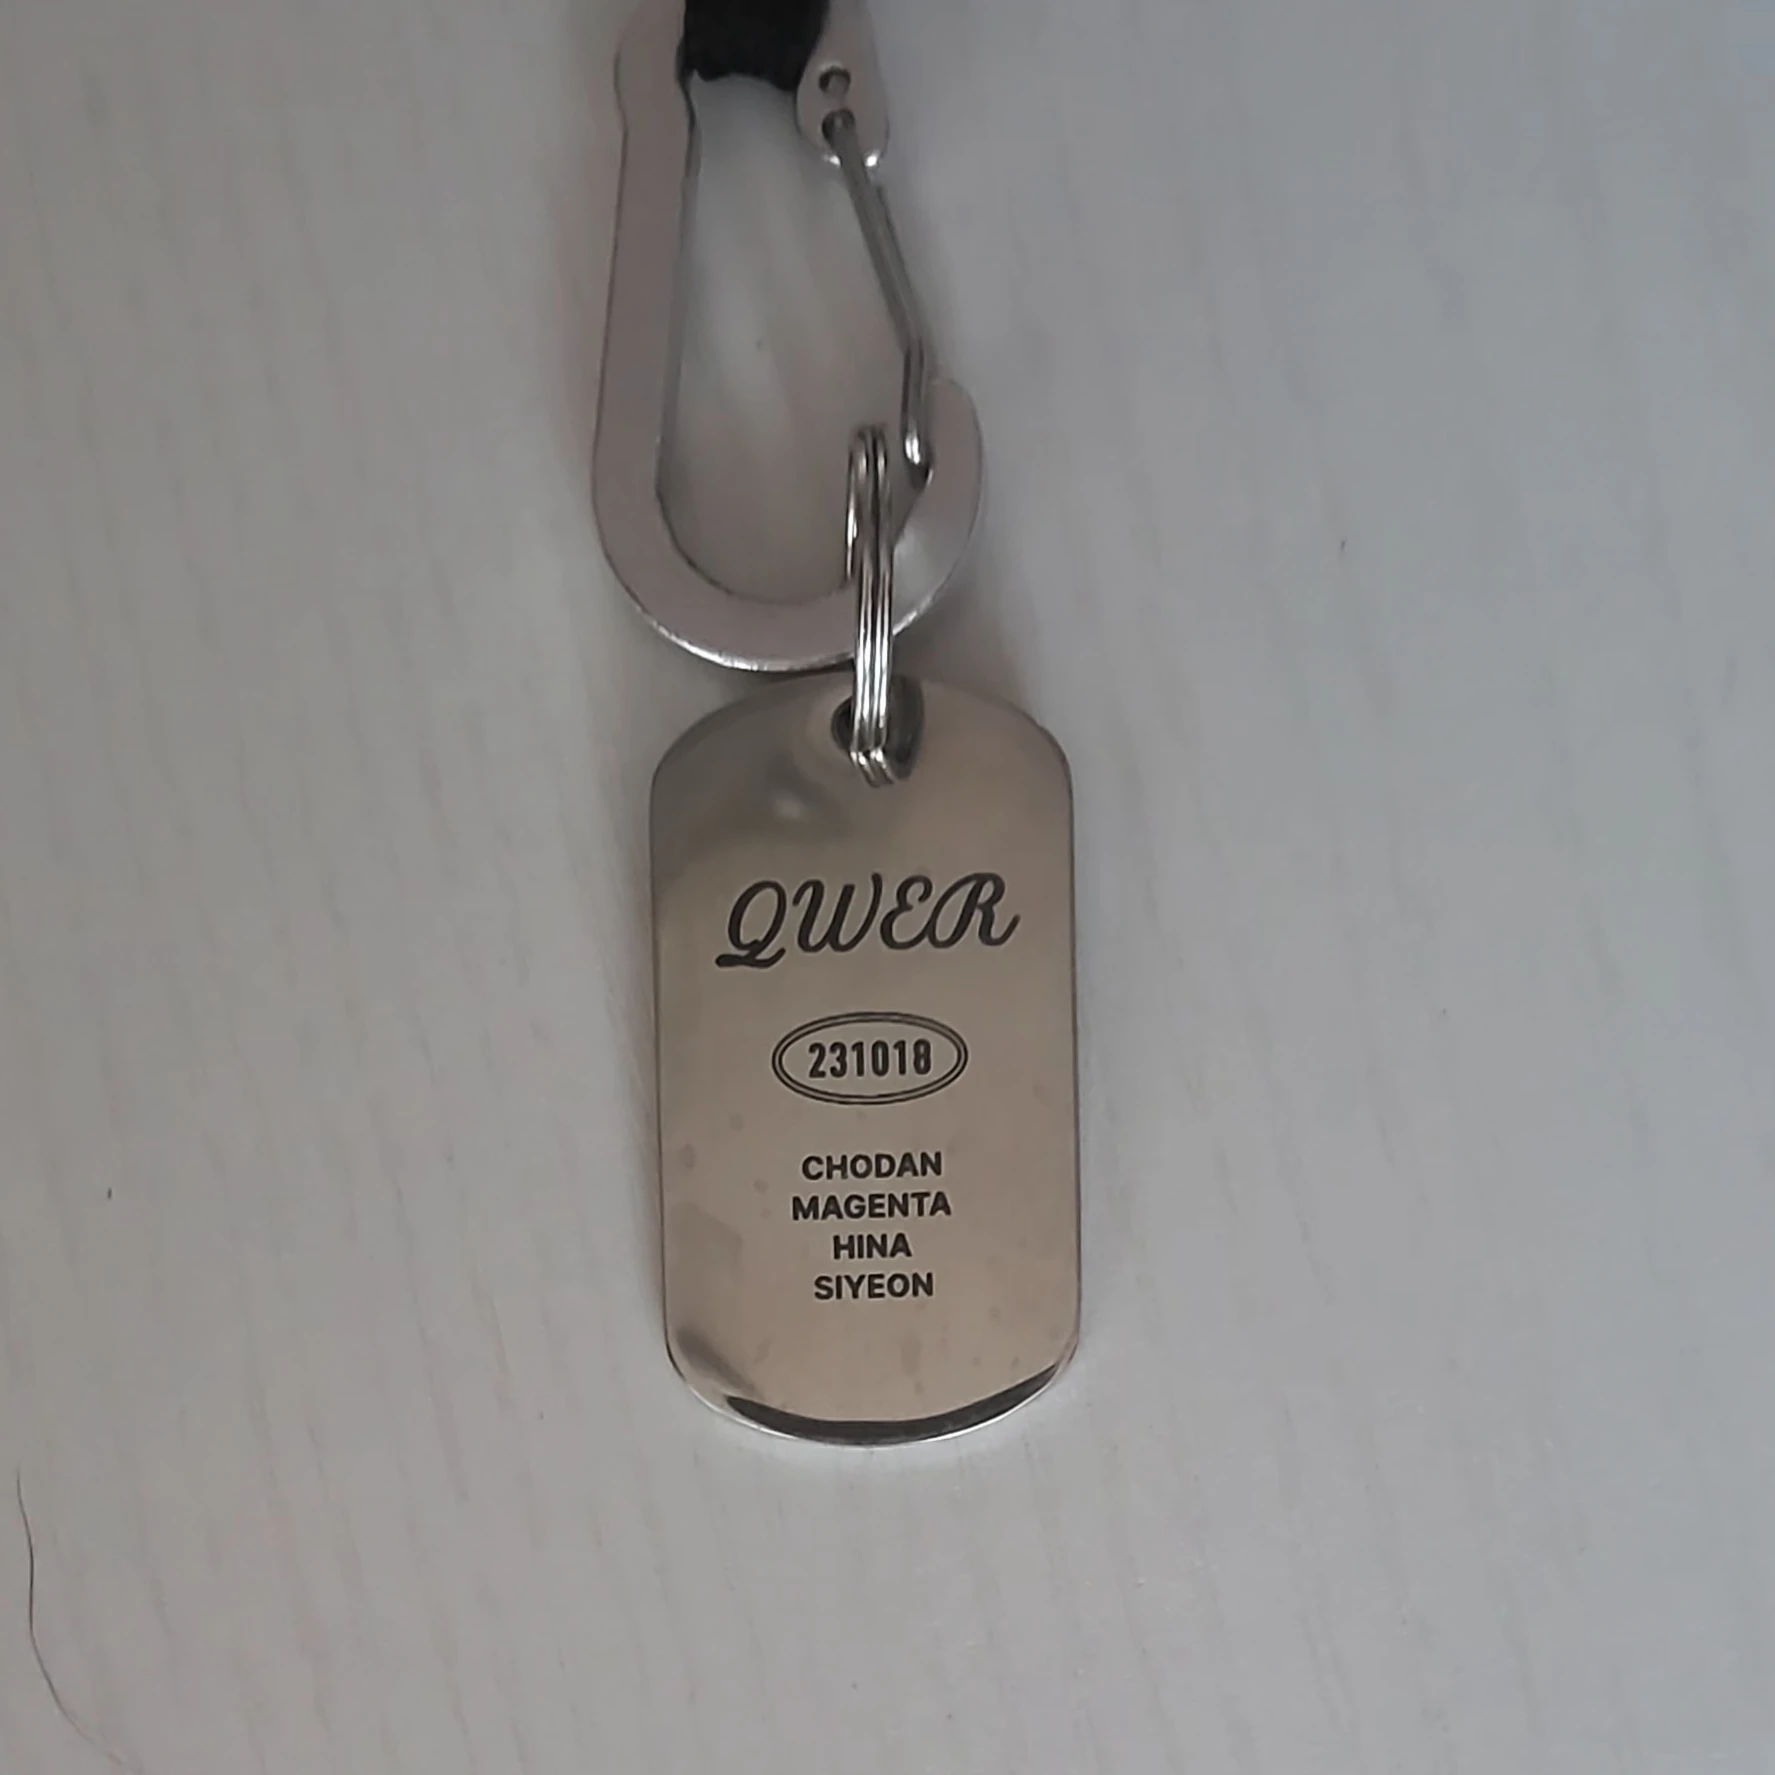 QWER
231018
CHODAN
MAGENTA
HINA
SIYEON